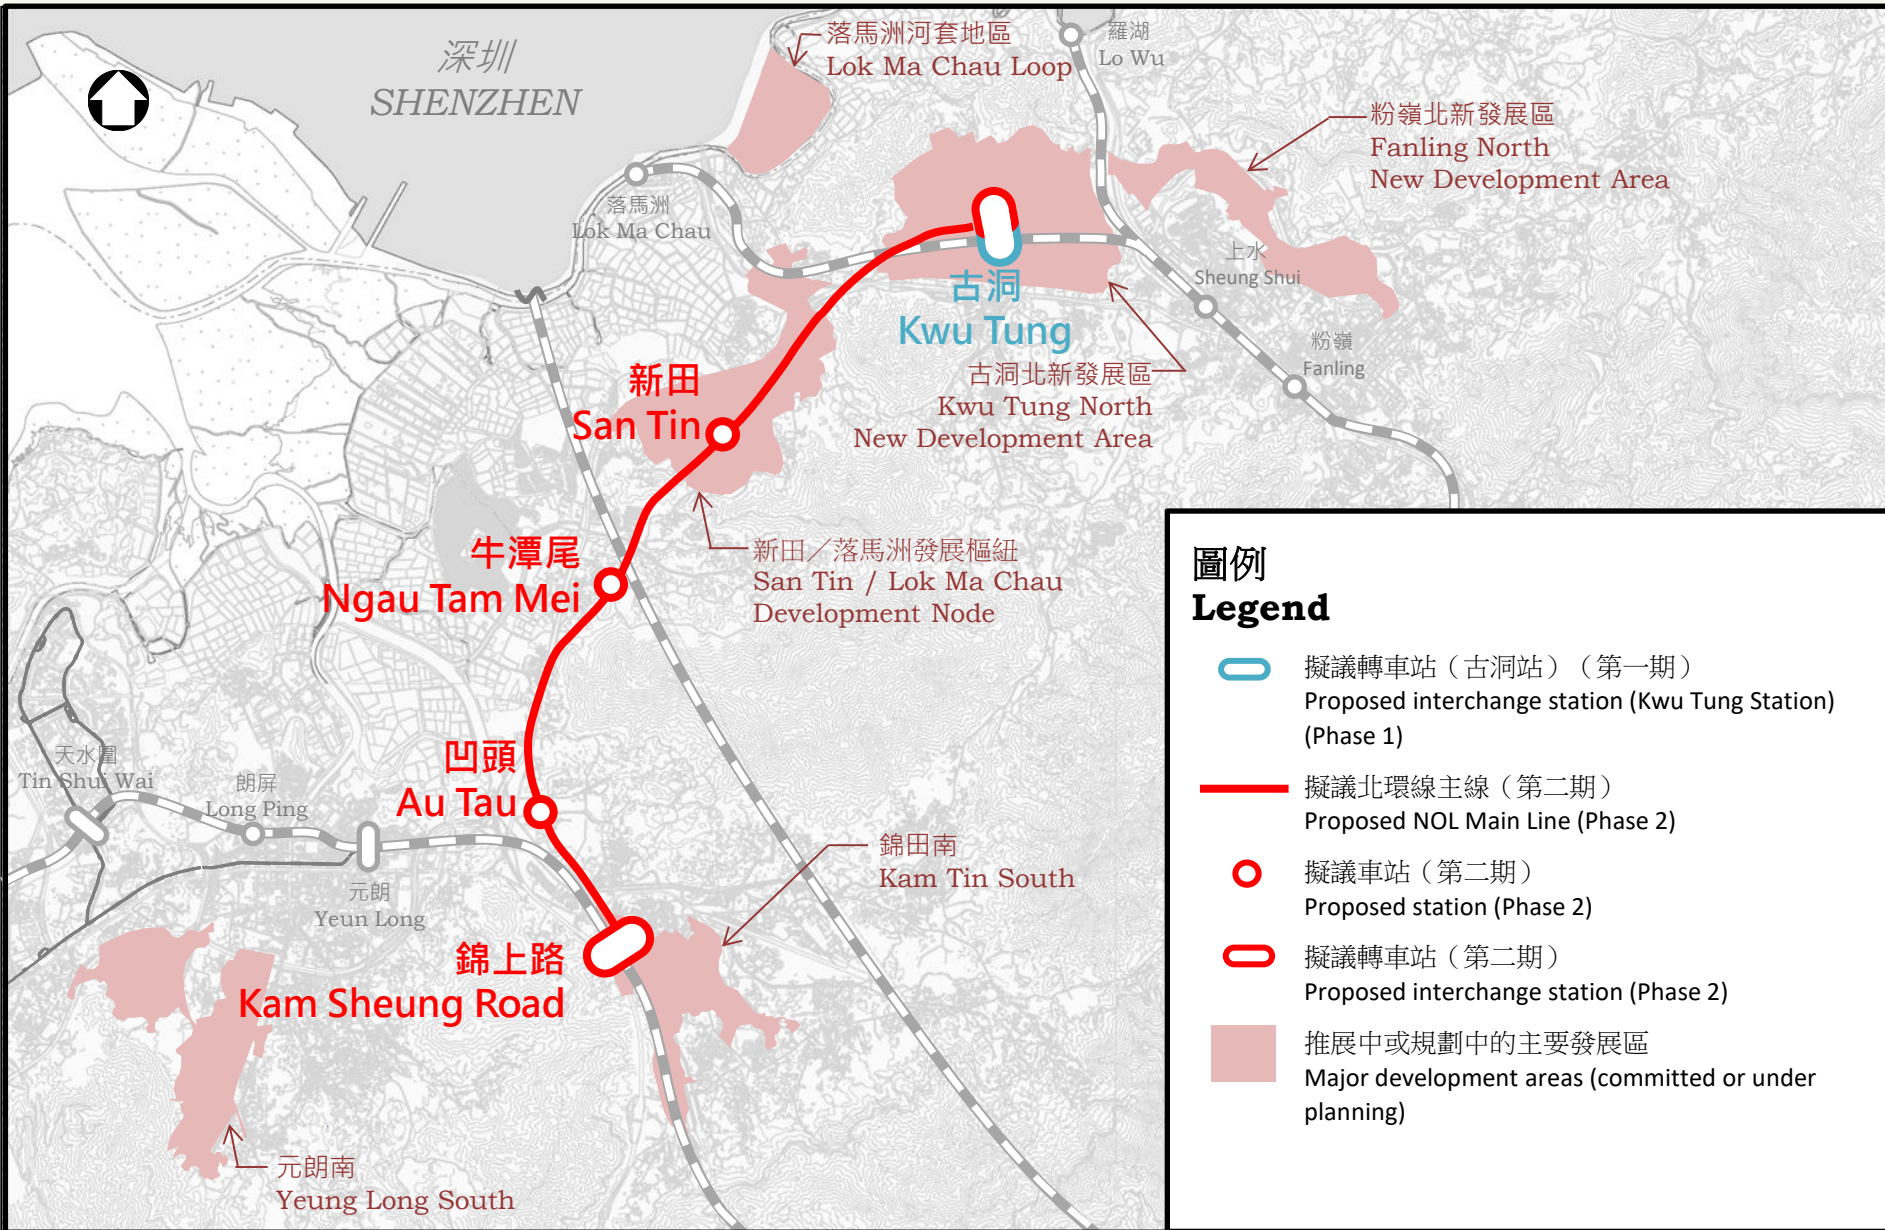 深圳
SHENZHEN
落馬洲河套地區
Lok Ma Chau Loop
羅湖
Lo Wu
粉嶺北新發展區
Fanling North
New Development Area
落馬洲
Lok Ma Chau
上水
Sheung Shui
古洞
Kwu Tung
粉嶺
Fanling
新田
San Tin
古洞北新發展區
Kwu Tung North
New Development Area
牛潭尾
Ngau Tam Mei
新田／落馬洲發展樞紐
San Tin / Lok Ma Chau
Development Node
凹頭
Au Tau
天水圍
Tin Shui Wai
朗屏
Long Ping
元朗
Yeun Long
錦田南
Kam Tin South
錦上路
Kam Sheung Road
元朗南
Yeung Long South
圖例
Legend
擬議轉車站（古洞站）（第一期）
Proposed interchange station (Kwu Tung Station)
(Phase 1)
擬議北環線主線（第二期）
Proposed NOL Main Line (Phase 2)
擬議車站（第二期）
Proposed station (Phase 2)
擬議轉車站（第二期）
Proposed interchange station (Phase 2)
推展中或規劃中的主要發展區
Major development areas (committed or under
planning)